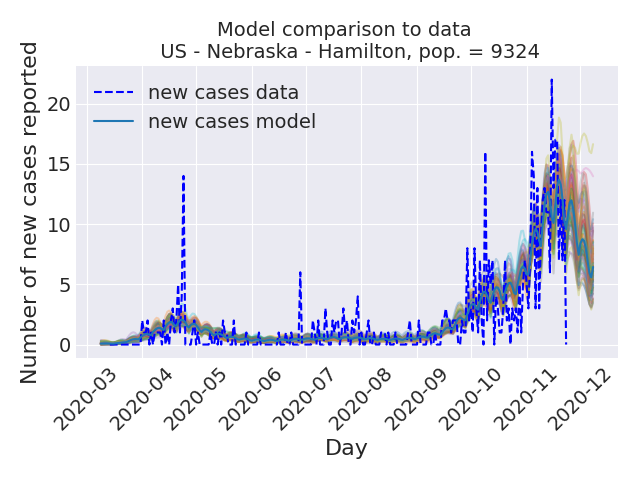 Model comparison to data
US - Nebraska - Hamilton, pop. = 9324
Number of new cases reported
20
15
10
5
0
new cases data
new cases model
2020-03
2020-04
2020-05
2020-06
2020-07
2020-08
2020-09
2020-10
2020-11
2020-12
Day